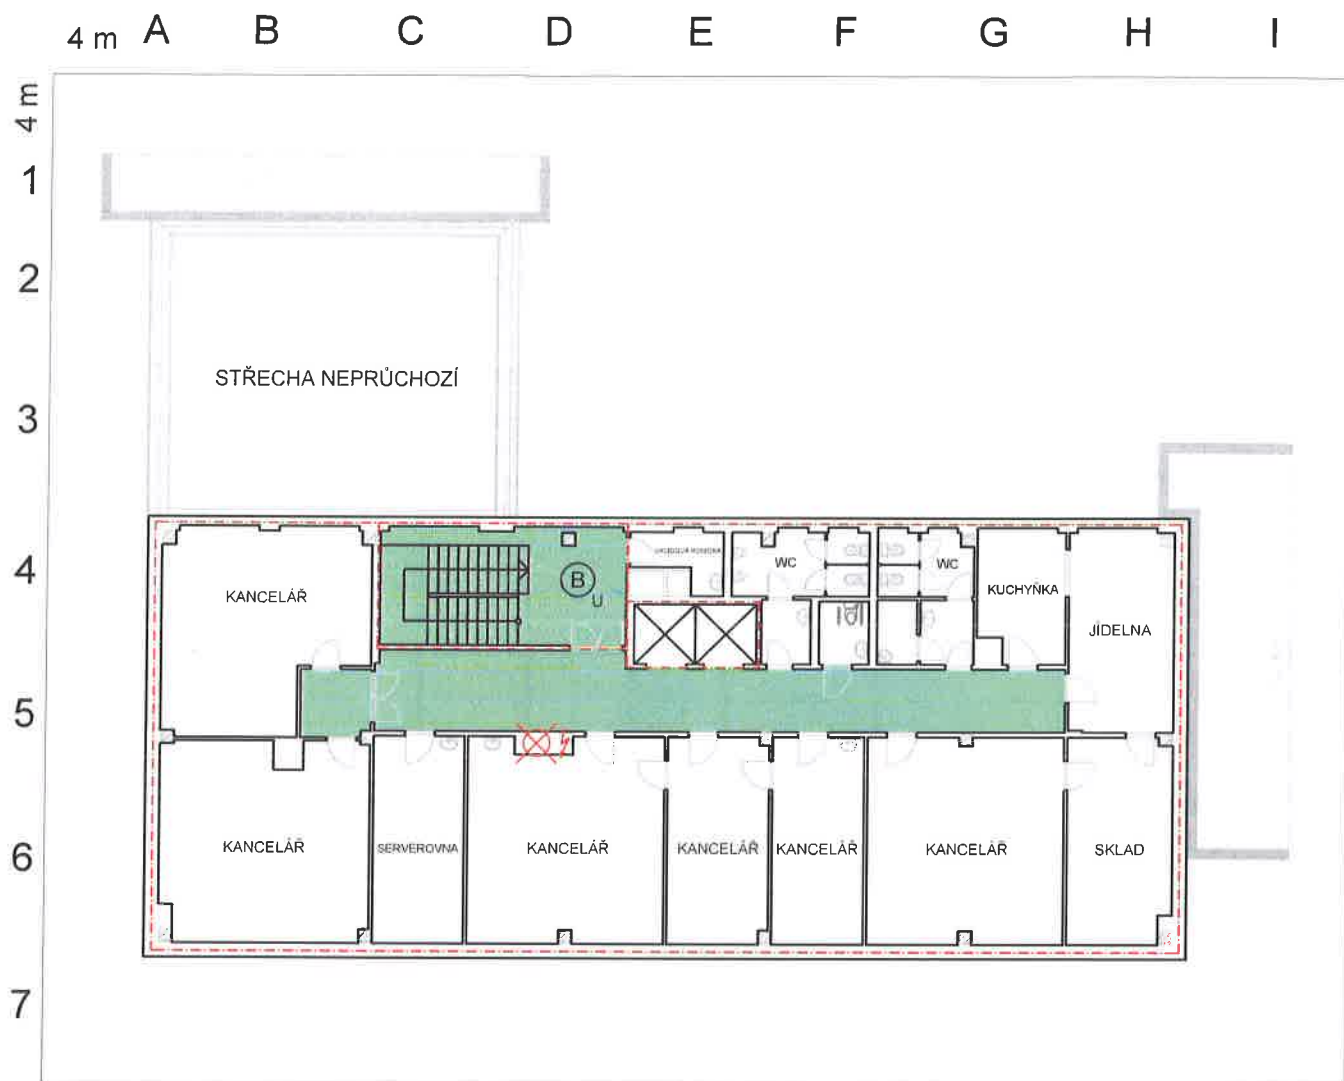 4 m A B C D E F G H I
4 m
1
2
STŘECHA NEPRŮCHOZÍ
3
4
WC
WC
B
U
KANCELÁŘ
KUCHYŇKA
JÍDELNA
5
KANCELÁŘ
SERVEROVNA
KANCELÁŘ
KANCELÁŘ
KANCELÁŘ
KANCELÁŘ
SKLAD
6
7